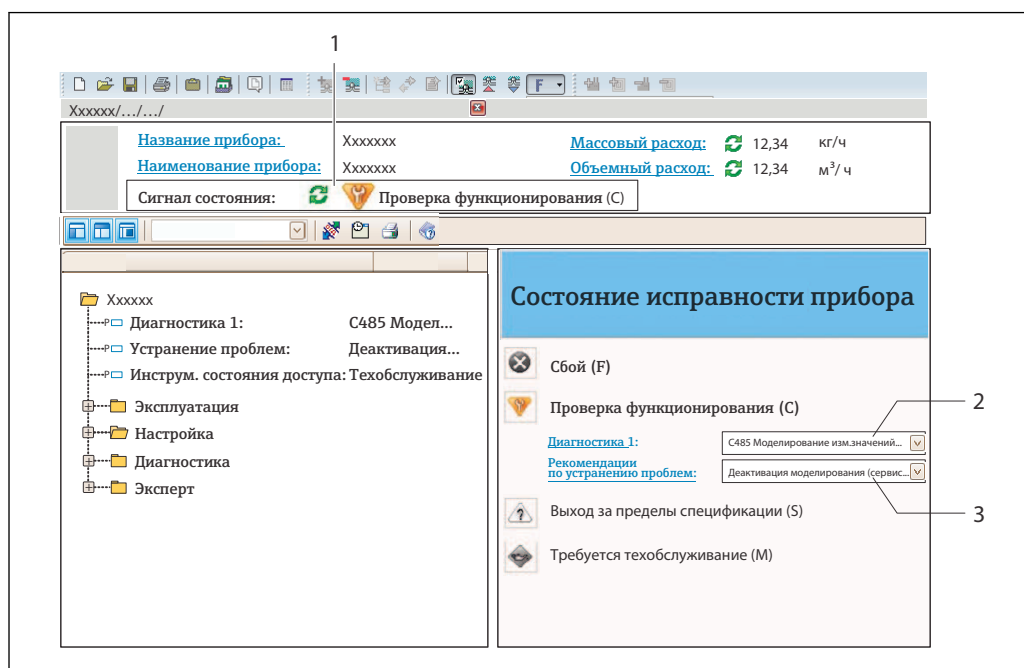 1
F
Xxxxxx/.../.../
Название прибора: Xxxxxxx Массовый расход: 12,34 кг/ч
Наименование прибора: Xxxxxxx Объемный расход: 12,34 м³/ ч
Сигнал состояния: Проверка функционирования (C)
Xxxxxx
P Диагностика 1: C485 Модел...
P Устранение проблем: Деактивация...
P Инструм. состояния доступа: Техобслуживание
Эксплуатация
Настройка
Диагностика
Эксперт
Состояние исправности прибора
Сбой (F)
Проверка функционирования (C)
Диагностика 1: C485 Моделирование изм.значений...
2
Рекомендации
по устранению проблем: Деактивация моделирования (сервис...
3
Выход за пределы спецификации (S)
Требуется техобслуживание (M)